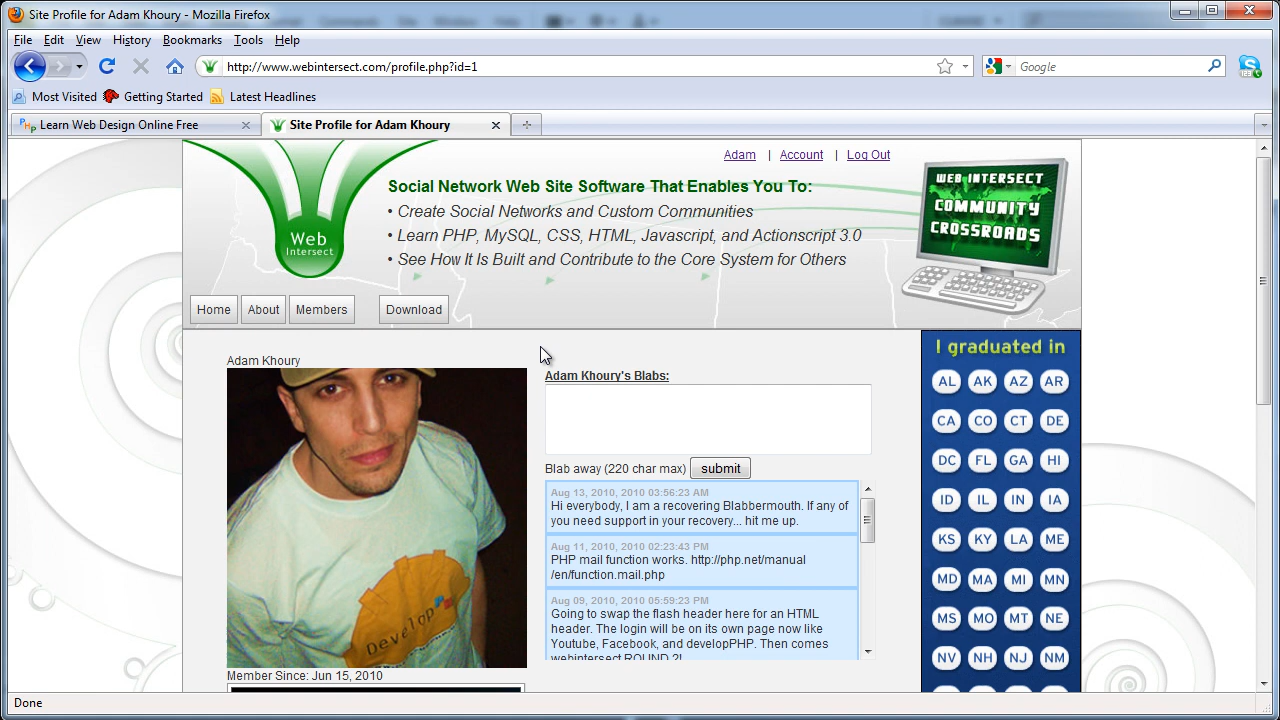 Site Profile for Adam Khoury - Mozilla Firefox
File Edit View History Bookmarks Tools Help
http://www.webintersect.com/profile.php?id=1
Google
Most Visited Getting Started Latest Headlines
PHP Learn Web Design Online Free
Site Profile for Adam Khoury
Adam | Account | Log Out
Social Network Web Site Software That Enables You To:
• Create Social Networks and Custom Communities
• Learn PHP, MySQL, CSS, HTML, Javascript, and Actionscript 3.0
• See How It Is Built and Contribute to the Core System for Others
Web
Intersect
WEB INTERSECT
COMMUNITY
CROSSROADS
Home About Members Download
Adam Khoury
Develop
Member Since: Jun 15, 2010
Adam Khoury's Blabs:
Blab away (220 char max) submit
Aug 13, 2010, 2010 03:56:23 AM
Hi everybody, I am a recovering Blabbermouth. If any of
you need support in your recovery... hit me up.
Aug 11, 2010, 2010 02:23:43 PM
PHP mail function works. http://php.net/manual
/en/function.mail.php
Aug 09, 2010, 2010 05:59:23 PM
Going to swap the flash header here for an HTML
header. The login will be on its own page now like
Youtube, Facebook, and developPHP. Then comes
webintersect ROUND 2!
I graduated in
AL AK AZ AR
CA CO CT DE
DC FL GA HI
ID IL IN IA
KS KY LA ME
MD MA MI MN
MS MO MT NE
NV NH NJ NM
Done